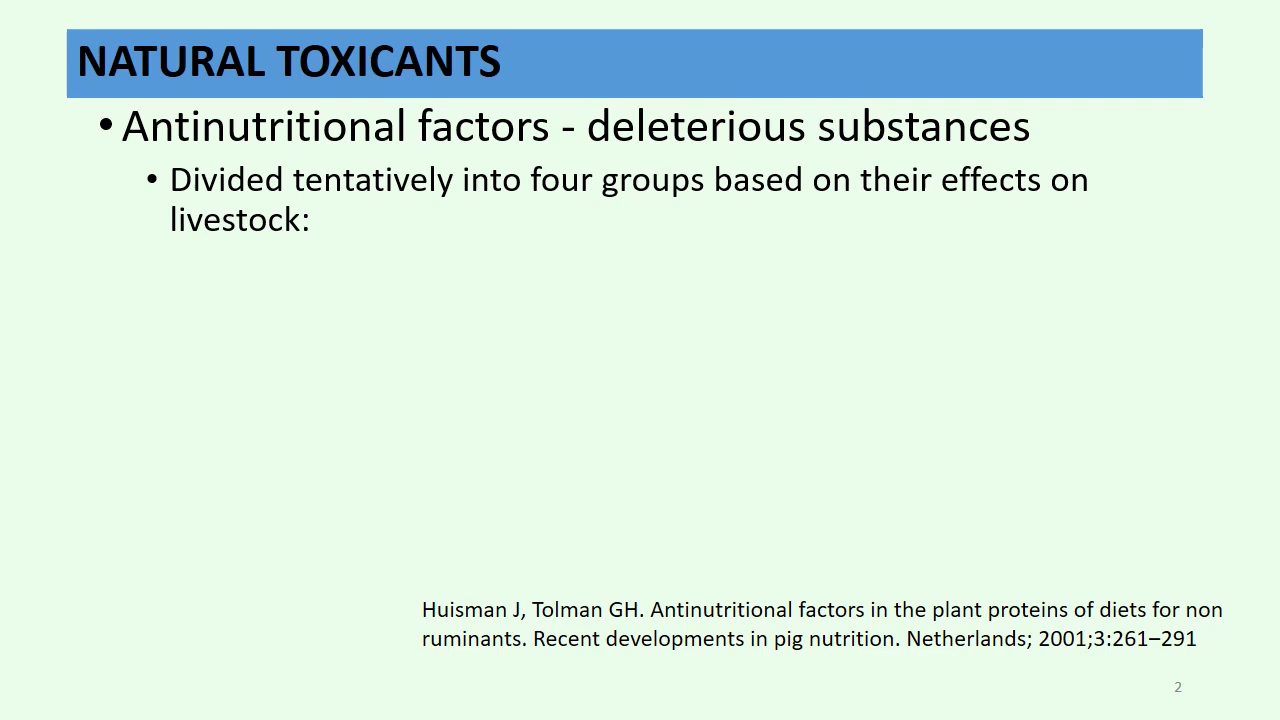 NATURAL TOXICANTS
• Antinutritional factors - deleterious substances
• Divided tentatively into four groups based on their effects on
livestock:
Huisman J, Tolman GH. Antinutritional factors in the plant proteins of diets for non
ruminants. Recent developments in pig nutrition. Netherlands; 2001;3:261–291
2